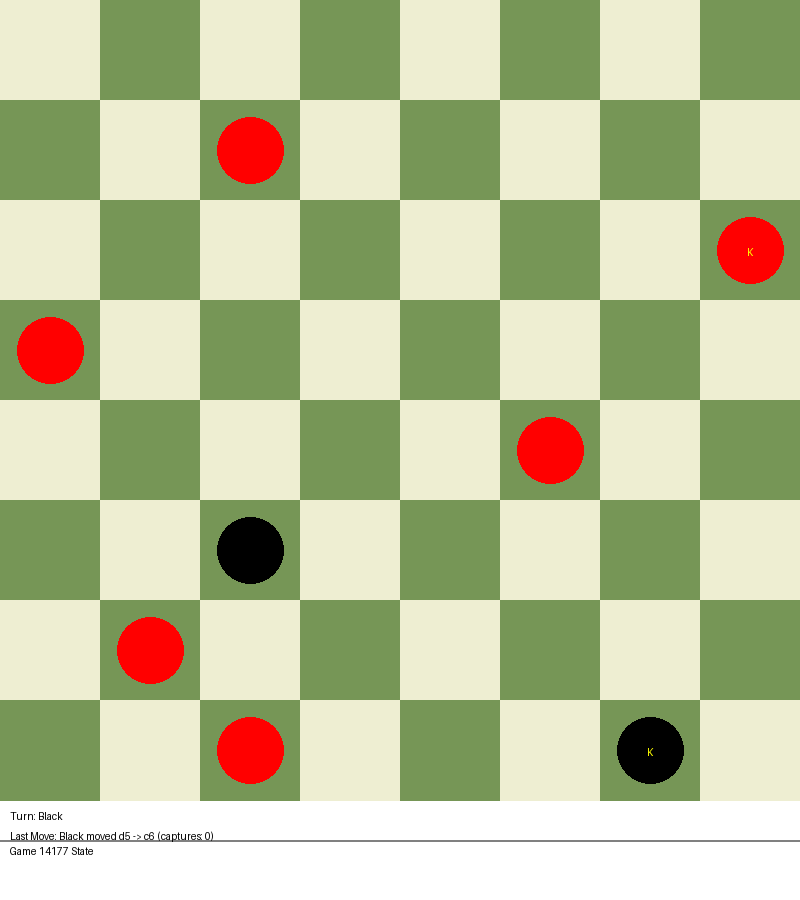 K
K
Turn: Black
Last Move: Black moved d5 -> c6 (captures: 0)
Game 14177 State